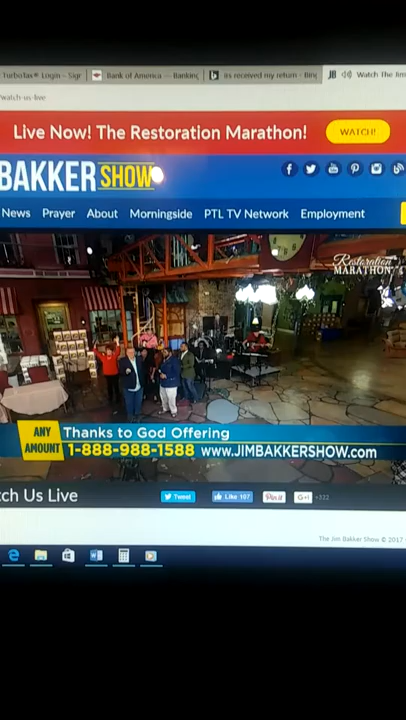 TurboTax® Login – Sign
Bank of America — Banking
irs received my return - Bing
JB
Watch The Jim
/watch-us-live
Live Now! The Restoration Marathon!
WATCH!
BAKKER SHOW
News
Prayer
About
Morningside
PTL TV Network
Employment
Restoration
MARATHON
ANY
AMOUNT
Thanks to God Offering
1-888-988-1588 www.JIMBAKKERSHOW.com
tch Us Live
Tweet
Like 107
Pin it
G+1
+332
The Jim Bakker Show © 2017